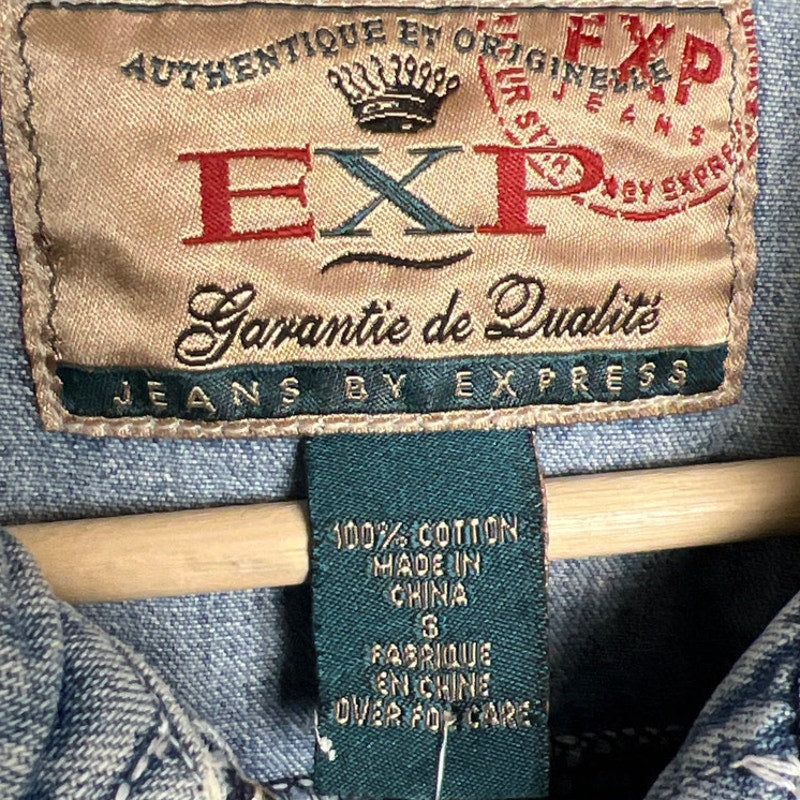 AUTHENTIQUE ET ORIGINELLE
EXP
JEANS
BY EXPRESS
EXP
Garantie de Qualité
JEANS BY EXPRESS
100% COTTON
MADE IN
CHINA
S
FABRIQUE
EN CHINE
OVER FOR CARE